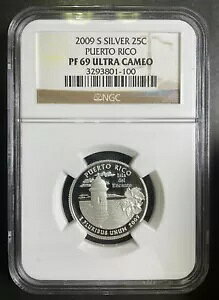 2009 S SILVER 25C
PUERTO RICO
PF 69 ULTRA CAMEO
3293801-100
NGC
PUERTO RICO
Isla
del
Encanto
E PLURIBUS UNUM 2009